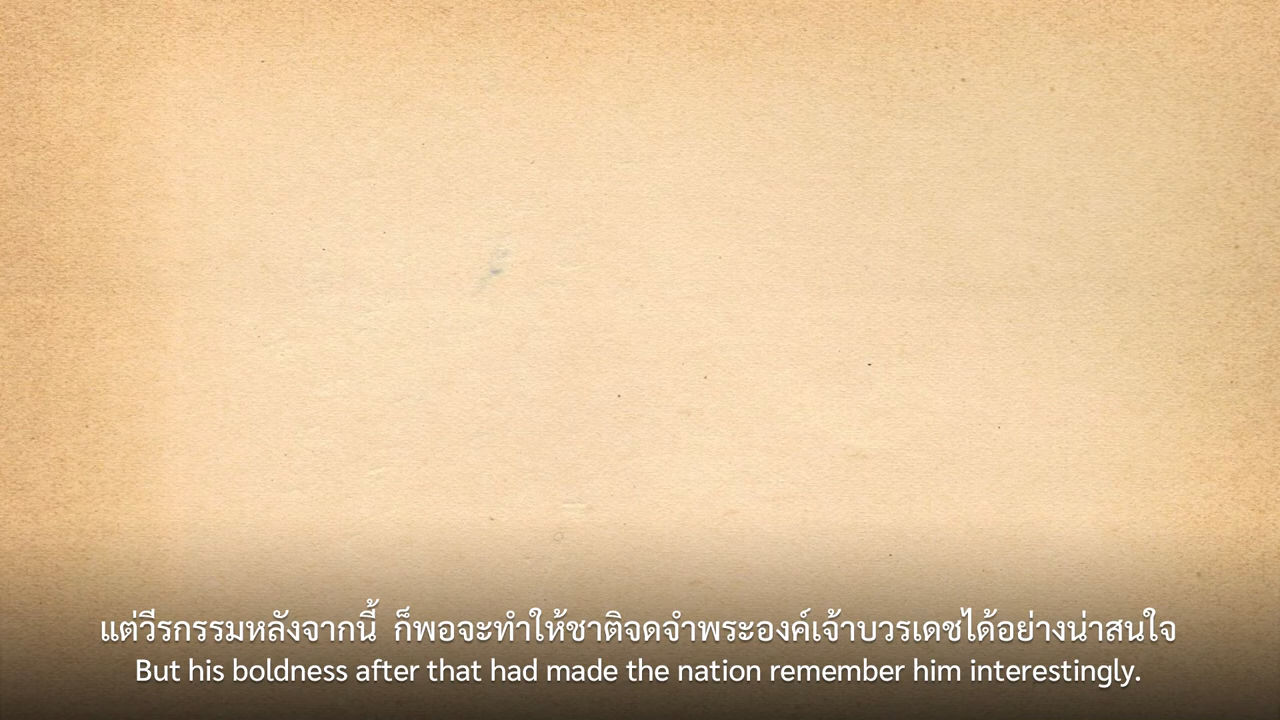 แต่วีรกรรมหลังจากนี้ ก็พอจะทำให้ชาติจดจำพระองค์เจ้าบวรเดชได้อย่างน่าสนใจ
But his boldness after that had made the nation remember him interestingly.